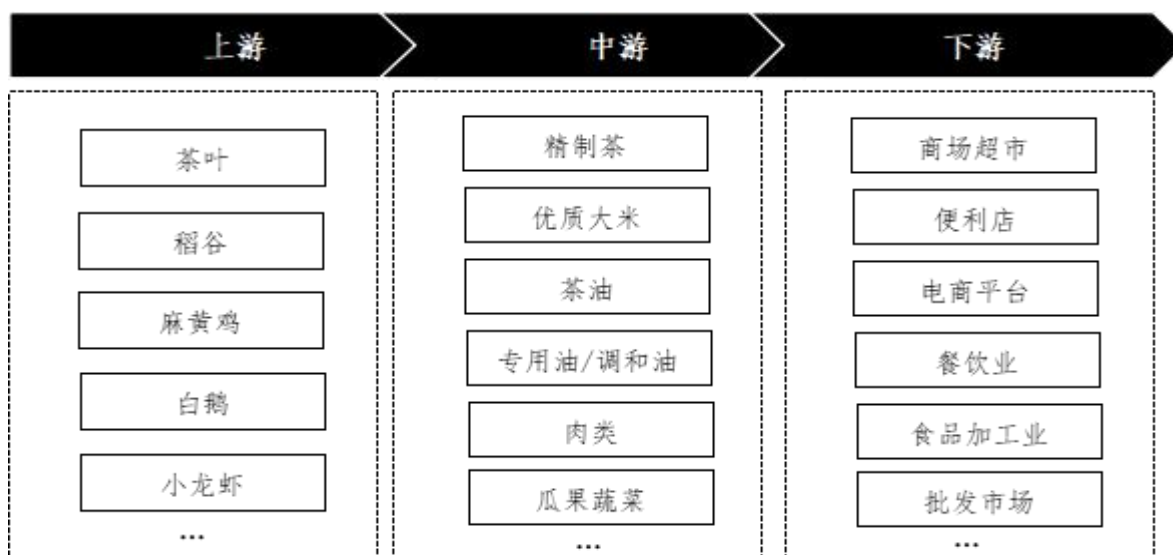 上游
中游
下游
茶叶
稻谷
麻黄鸡
白鹅
小龙虾
...
精制茶
优质大米
茶油
专用油/调和油
肉类
瓜果蔬菜
...
商场超市
便利店
电商平台
餐饮业
食品加工业
批发市场
...